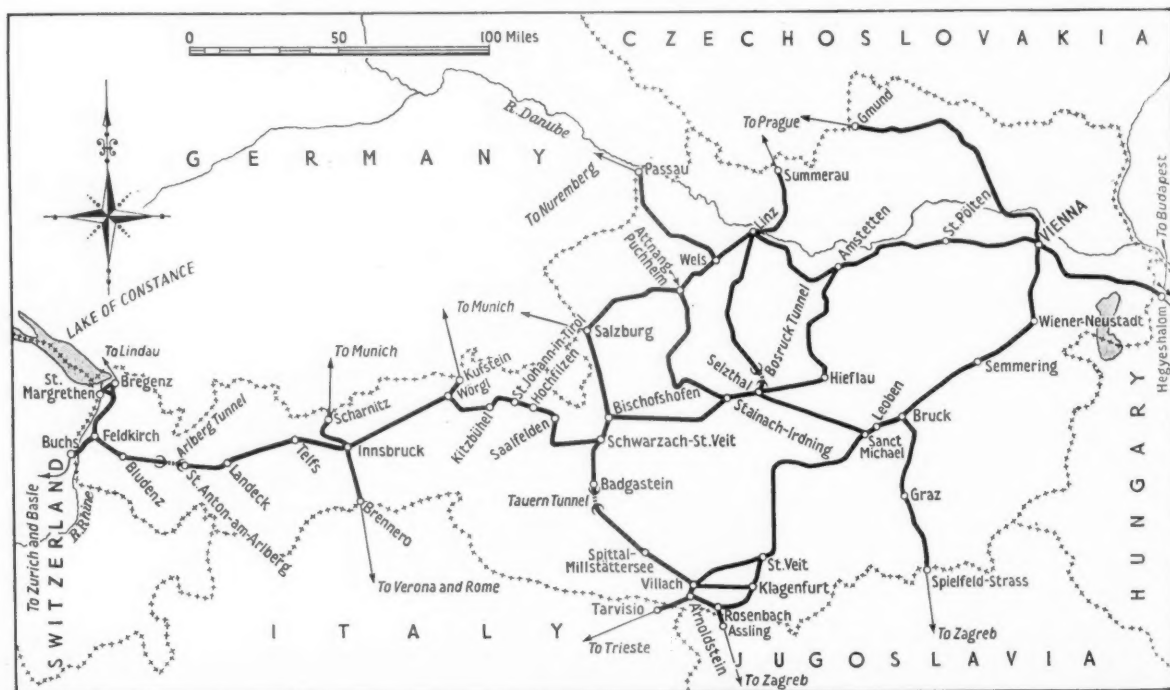 0 50 100 Miles
CZECHOSLOVAKIA
GERMANY
R. Danube
To Prague
Gmund
Summerau
Passau
To Nuremberg
Linz
Amstetten
St. Pölten
VIENNA
Hegyeshalom
To Budapest
Wels
Attnang
Puchheim
LAKE OF CONSTANCE
To Lindau
St.
Margrethen
Bregenz
To Munich
To Munich
Salzburg
Bosruck Tunnel
Wiener-Neustadt
Kufstein
Wörgl
St. Johann-in-Tirol
Hochfilzen
Kitzbühel
Saalfelden
Selzthal
Hieflau
Semmering
Scharnitz
Bischofshofen
Stainach-Irdning
Leoben
Bruck
Buchs
Feldkirch
Arlberg Tunnel
Telfs
Innsbruck
Schwarzach-St.Veit
Sanct
Michael
Bludenz
St.Anton-am-Arlberg
Landeck
Badgastein
Graz
Tauern Tunnel
Brennero
R. Rhine
To Zurich and Basle
SWITZERLAND
HUNGARY
Spittal-
Millstättersee
St.Veit
Villach
Klagenfurt
Spielfeld-Strass
To Verona and Rome
Tarvisio
Arnoldstein
Rosenbach
Assling
ITALY
To Trieste
To Zagreb
To Zagreb
JUGOSLAVIA